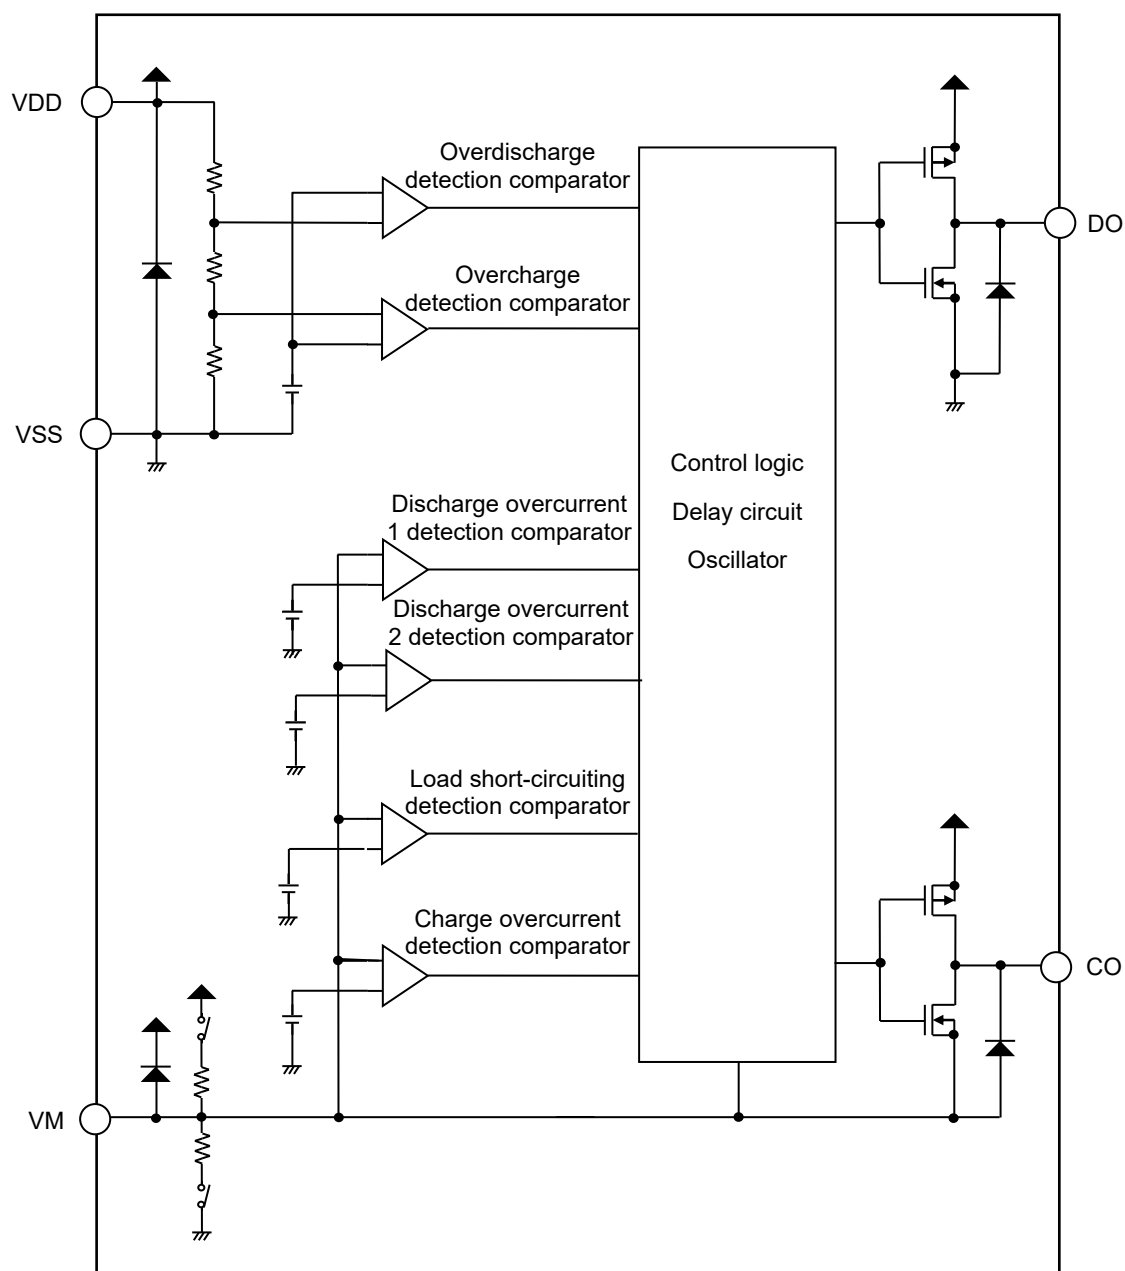 VDD
Overdischarge
detection comparator
DO
Overcharge
detection comparator
VSS
Control logic
Delay circuit
Oscillator
Discharge overcurrent
1 detection comparator
Discharge overcurrent
2 detection comparator
Load short-circuiting
detection comparator
Charge overcurrent
detection comparator
CO
VM